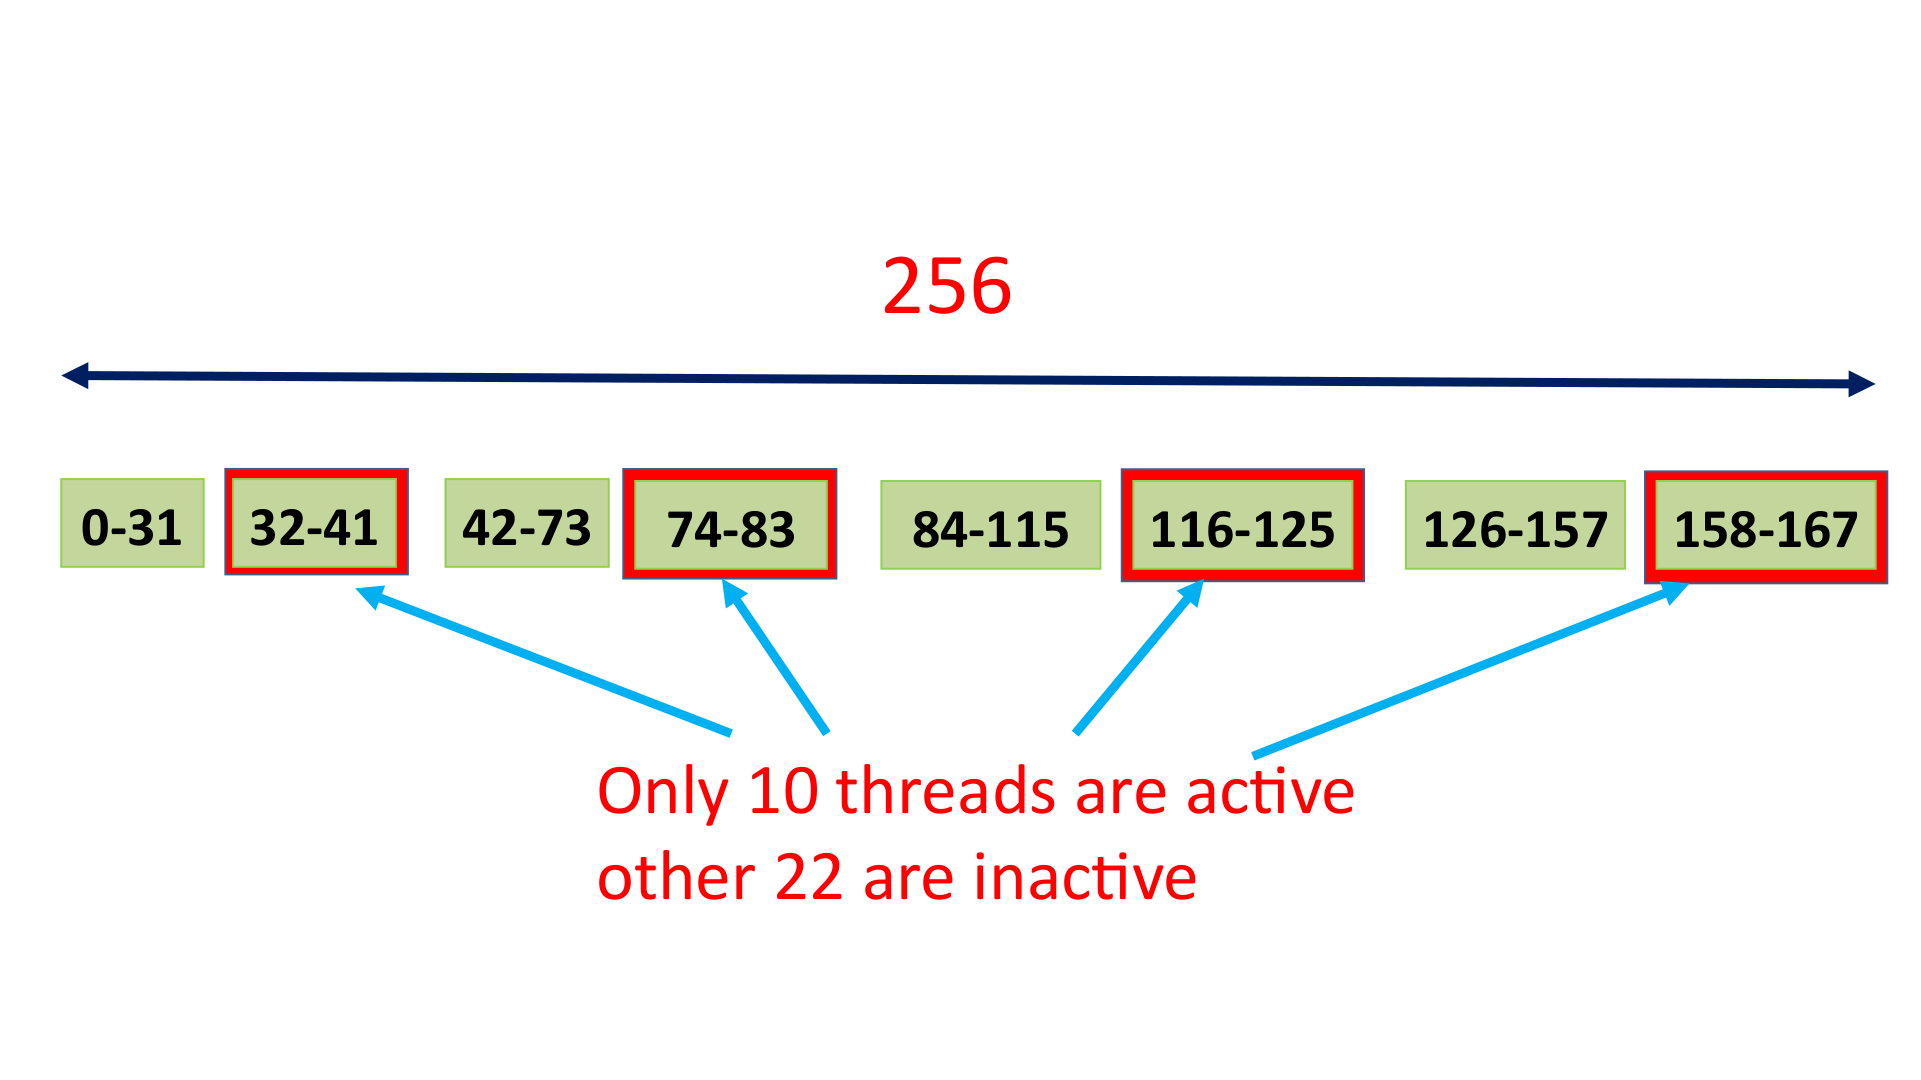 256
0-31 32-41 42-73 74-83 84-115 116-125 126-157 158-167
Only 10 threads are active
other 22 are inactive